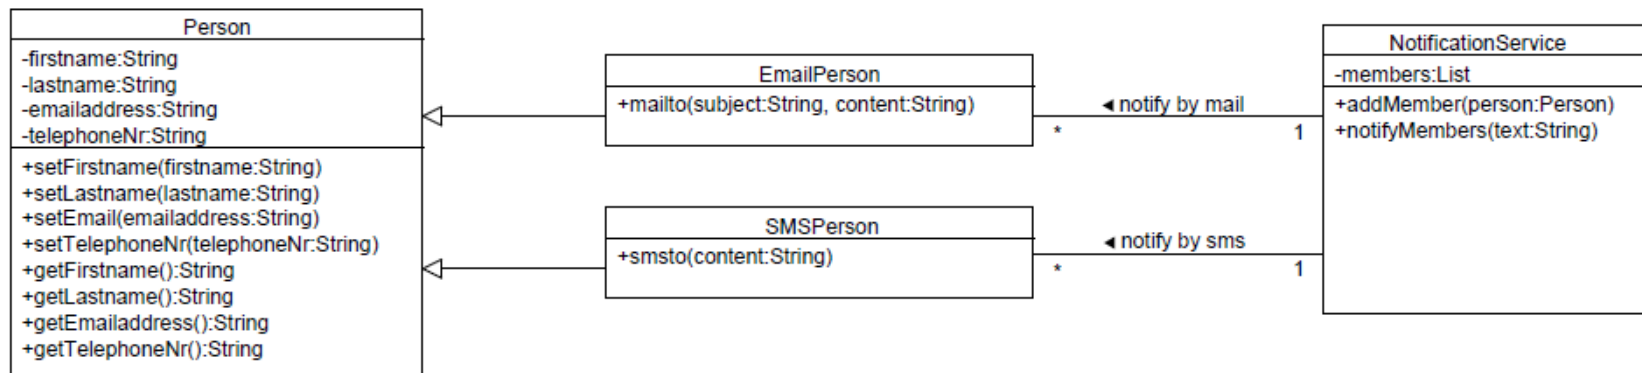 Person
-firstname:String
-lastname:String
-emailaddress:String
-telephoneNr:String
+setFirstname(firstname:String)
+setLastname(lastname:String)
+setEmail(emailaddress:String)
+setTelephoneNr(telephoneNr:String)
+getFirstname():String
+getLastname():String
+getEmailaddress():String
+getTelephoneNr():String
EmailPerson
+mailto(subject:String, content:String)
SMSPerson
+smsto(content:String)
◄ notify by mail
* 1
◄ notify by sms
* 1
NotificationService
-members:List
+addMember(person:Person)
+notifyMembers(text:String)